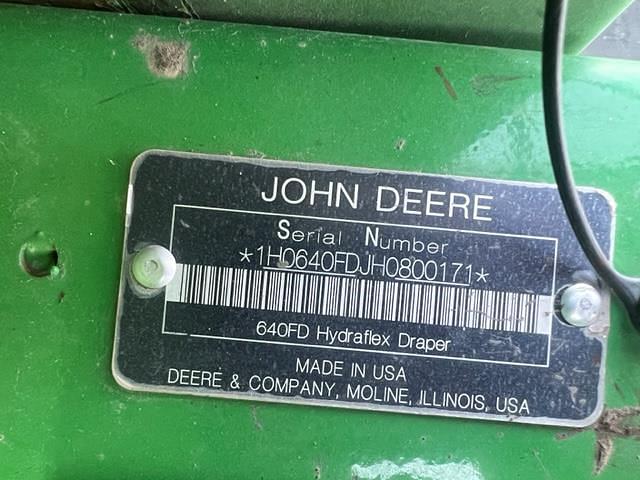 JOHN DEERE
Serial Number
*1H0640FDJH0800171*
640FD Hydraflex Draper
MADE IN USA
DEERE & COMPANY, MOLINE, ILLINOIS, USA